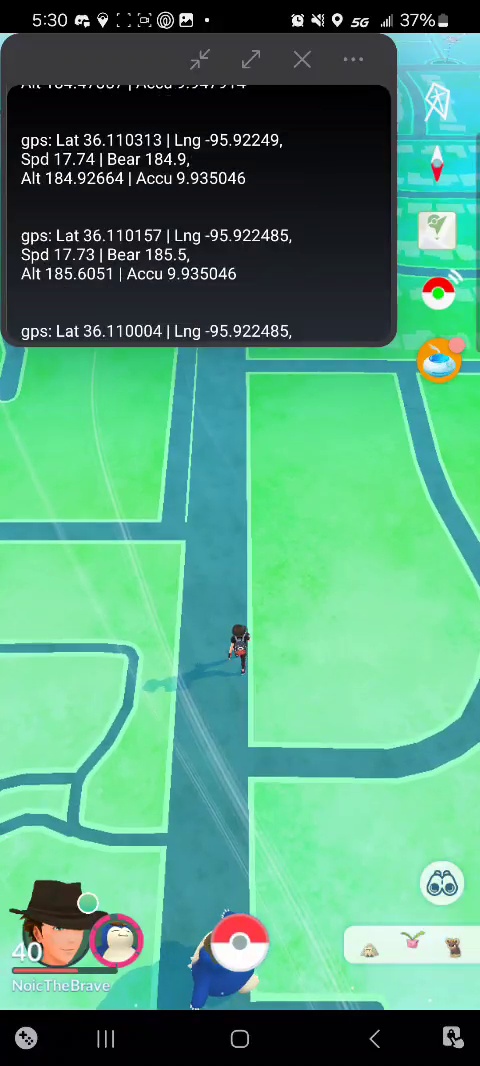 5:30
5G
37%
gps: Lat 36.110313 | Lng -95.92249,
Spd 17.74 | Bear 184.9,
Alt 184.92664 | Accu 9.935046
gps: Lat 36.110157 | Lng -95.922485,
Spd 17.73 | Bear 185.5,
Alt 185.6051 | Accu 9.935046
gps: Lat 36.110004 | Lng -95.922485,
40
NoicTheBrave